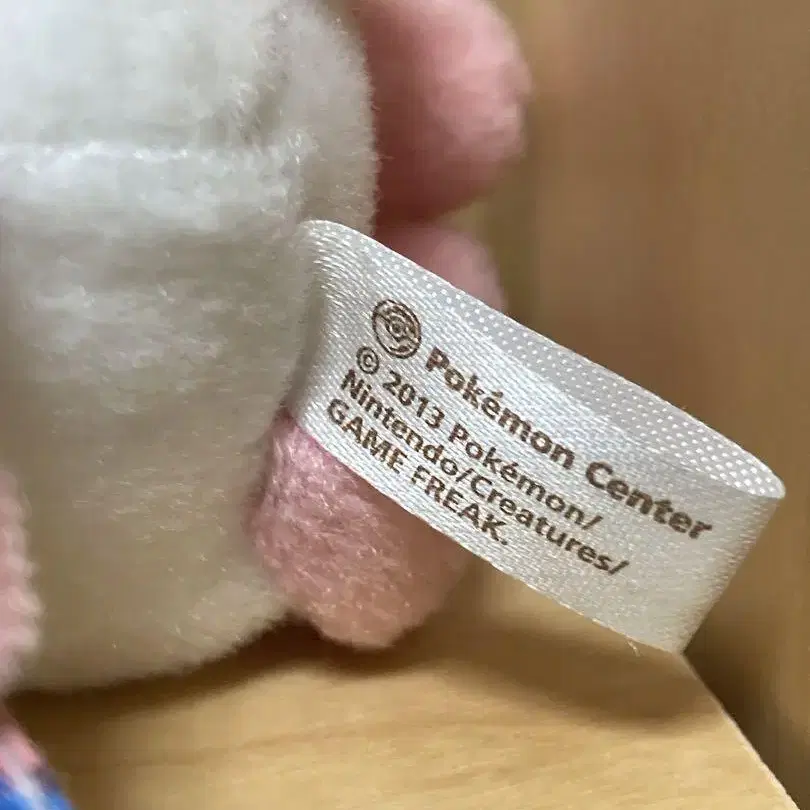 Pokémon Center
© 2013 Pokémon/
Nintendo/Creatures/
GAME FREAK.